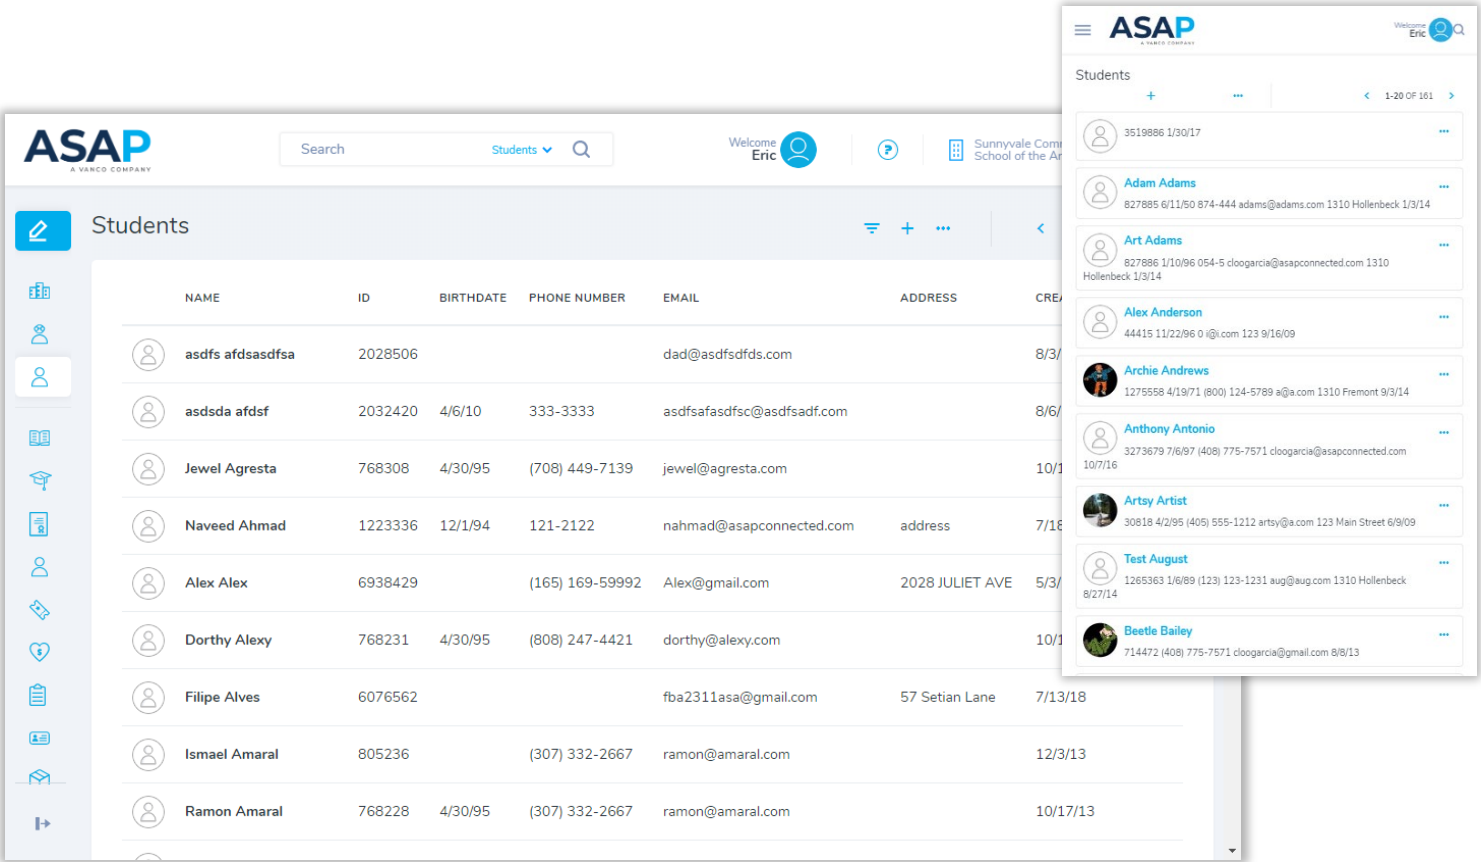 ASAP
A VANCO COMPANY
Search
Students
Welcome
Eric
Sunnyvale Com
School of the Ar
Students
NAME ID BIRTHDATE PHONE NUMBER EMAIL ADDRESS CREA
asdfs afdsasdfsa 2028506 dad@asdfsdfds.com 8/3/
asdsda afdsf 2032420 4/6/10 333-3333 asdfsafasdfsc@asdfsadf.com 8/6/
Jewel Agresta 768308 4/30/95 (708) 449-7139 jewel@agresta.com 10/1
Naveed Ahmad 1223336 12/1/94 121-2122 nahmad@asapconnected.com address 7/18
Alex Alex 6938429 (165) 169-59992 Alex@gmail.com 2028 JULIET AVE 5/3/
Dorthy Alexy 768231 4/30/95 (808) 247-4421 dorthy@alexy.com 10/1
Filipe Alves 6076562 fba2311asa@gmail.com 57 Setian Lane 7/13/18
Ismael Amaral 805236 (307) 332-2667 ramon@amaral.com 12/3/13
Ramon Amaral 768228 4/30/95 (307) 332-2667 ramon@amaral.com 10/17/13
ASAP
A VANCO COMPANY
Welcome
Eric
Students
1-20 OF 161
3519886 1/30/17
Adam Adams
827885 6/11/50 874-444 adams@adams.com 1310 Hollenbeck 1/3/14
Art Adams
827886 1/10/96 054-5 cloogarcia@asapconnected.com 1310
Hollenbeck 1/3/14
Alex Anderson
44415 11/22/96 0 i@i.com 123 9/16/09
Archie Andrews
1275558 4/19/71 (800) 124-5789 a@a.com 1310 Fremont 9/3/14
Anthony Antonio
3273679 7/6/97 (408) 775-7571 cloogarcia@asapconnected.com
10/7/16
Artsy Artist
30818 4/2/95 (405) 555-1212 artsy@a.com 123 Main Street 6/9/09
Test August
1265363 1/6/89 (123) 123-1231 aug@aug.com 1310 Hollenbeck
8/27/14
Beetle Bailey
714472 (408) 775-7571 cloogarcia@gmail.com 8/8/13